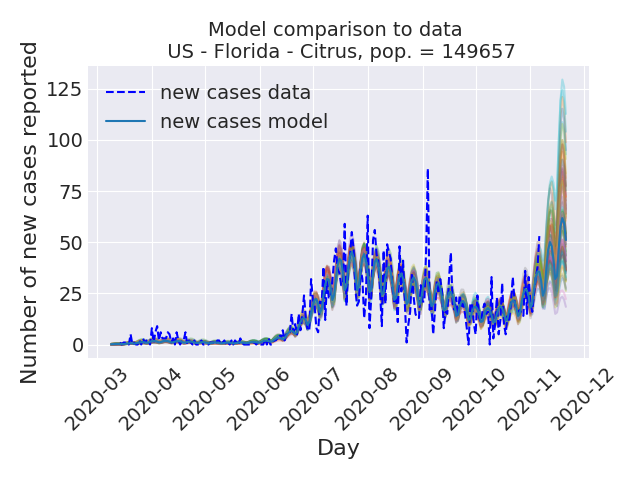 Model comparison to data
US - Florida - Citrus, pop. = 149657
Number of new cases reported
125
100
75
50
25
0
new cases data
new cases model
2020-03
2020-04
2020-05
2020-06
2020-07
2020-08
2020-09
2020-10
2020-11
2020-12
Day